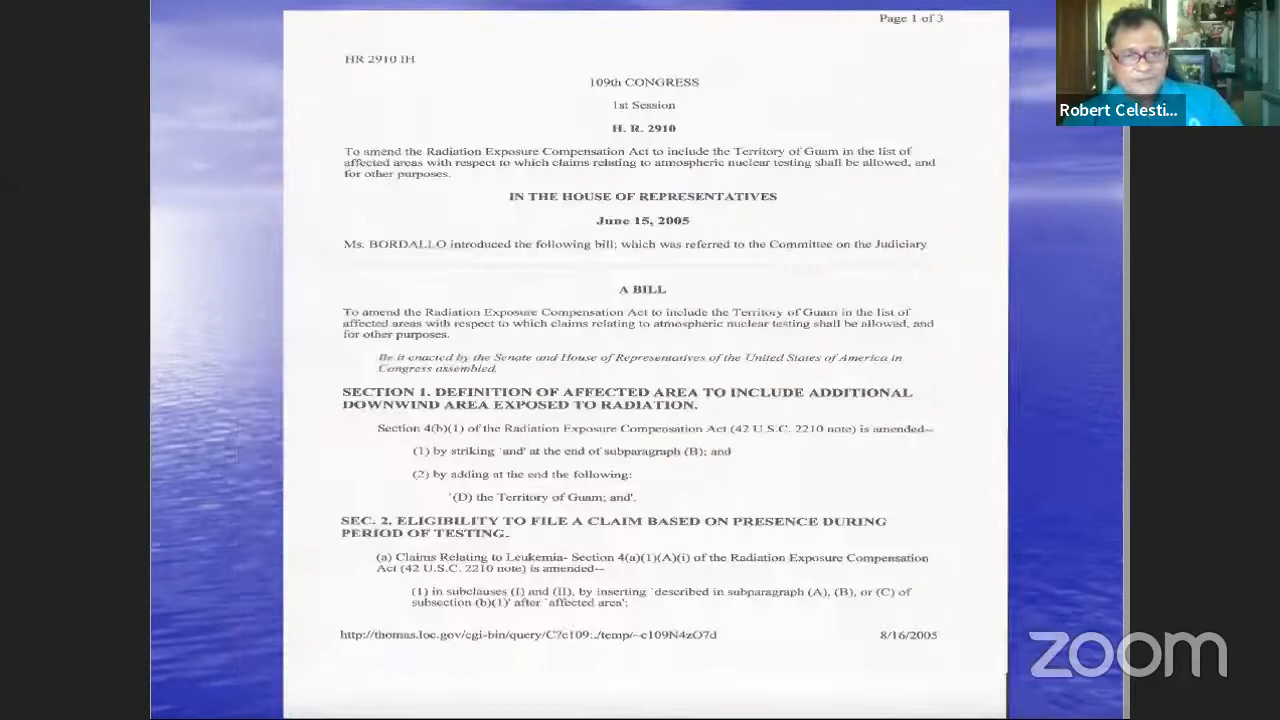 Page 1 of 3
HR 2910 IH
109th CONGRESS
1st Session
H. R. 2910
To amend the Radiation Exposure Compensation Act to include the Territory of Guam in the list of
affected areas with respect to which claims relating to atmospheric nuclear testing shall be allowed, and
for other purposes.
IN THE HOUSE OF REPRESENTATIVES
June 15, 2005
Ms. BORDALLO introduced the following bill; which was referred to the Committee on the Judiciary
A BILL
To amend the Radiation Exposure Compensation Act to include the Territory of Guam in the list of
affected areas with respect to which claims relating to atmospheric nuclear testing shall be allowed, and
for other purposes.
Be it enacted by the Senate and House of Representatives of the United States of America in
Congress assembled,
SECTION 1. DEFINITION OF AFFECTED AREA TO INCLUDE ADDITIONAL
DOWNWIND AREA EXPOSED TO RADIATION.
Section 4(b)(1) of the Radiation Exposure Compensation Act (42 U.S.C. 2210 note) is amended--
(1) by striking `and' at the end of subparagraph (B); and
(2) by adding at the end the following:
`(D) the Territory of Guam; and'.
SEC. 2. ELIGIBILITY TO FILE A CLAIM BASED ON PRESENCE DURING
PERIOD OF TESTING.
(a) Claims Relating to Leukemia- Section 4(a)(1)(A)(i) of the Radiation Exposure Compensation
Act (42 U.S.C. 2210 note) is amended--
(1) in subclauses (I) and (II), by inserting `described in subparagraph (A), (B), or (C) of
subsection (b)(1)' after `affected area';
http://thomas.loc.gov/cgi-bin/query/C?c109:./temp/~c109N4zO7d
8/16/2005
Robert Celesti...
zoom